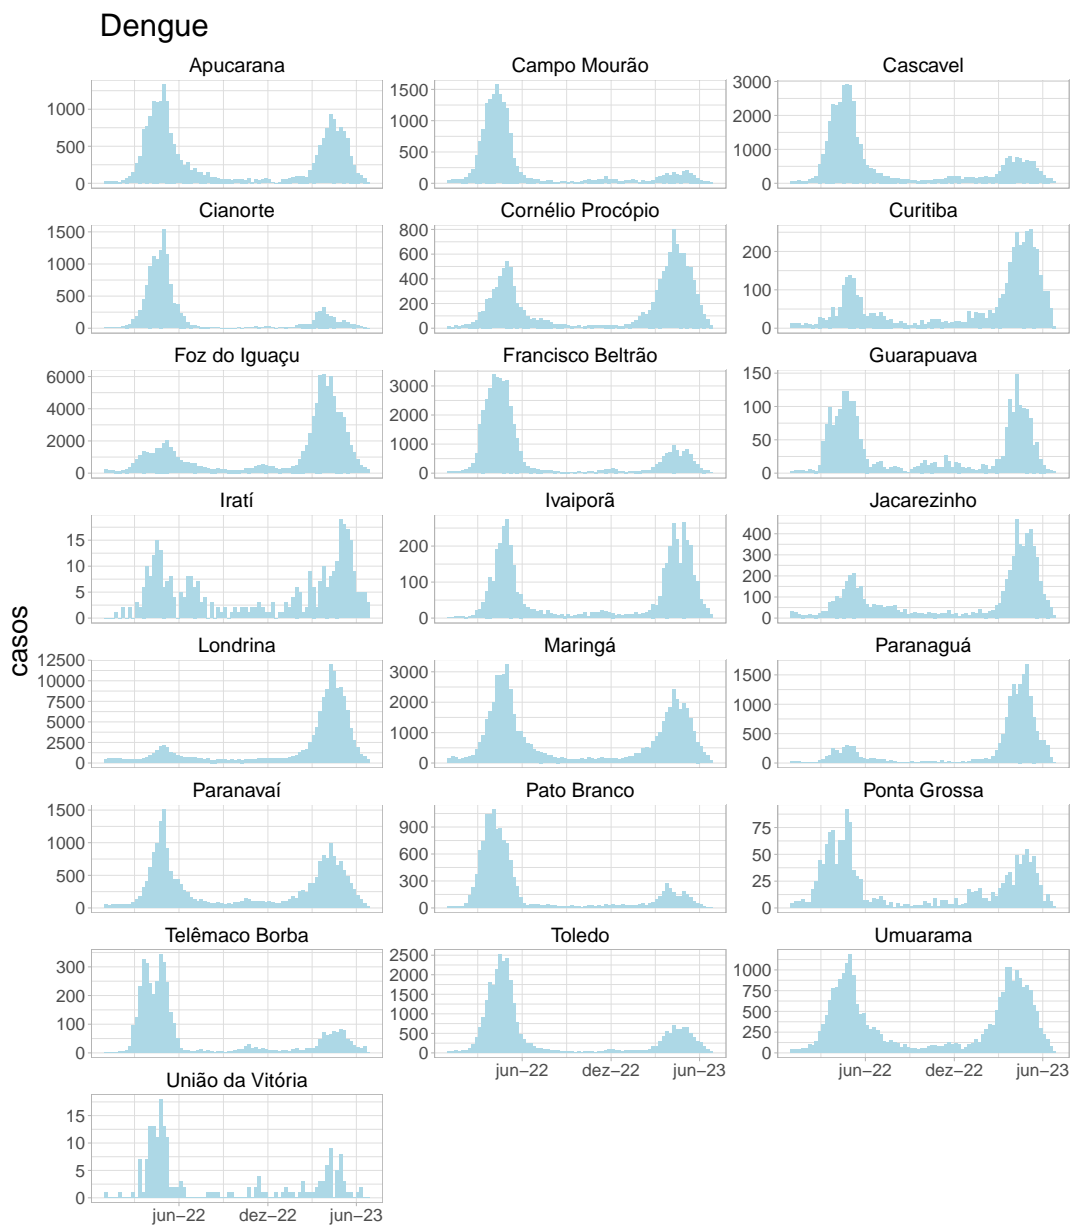 Dengue
Apucarana Campo Mourão Cascavel
1000 500 0
1500 1000 500 0
3000 2000 1000 0
Cianorte Cornélio Procópio Curitiba
1500 1000 500 0
800 600 400 200 0
200 100 0
Foz do Iguaçu Francisco Beltrão Guarapuava
6000 4000 2000 0
3000 2000 1000 0
150 100 50 0
Iratí Ivaiporã Jacarezinho
15 10 5 0
200 100 0
400 300 200 100 0
casos
Londrina Maringá Paranaguá
12500 10000 7500 5000 2500 0
3000 2000 1000 0
1500 1000 500 0
Paranavaí Pato Branco Ponta Grossa
1500 1000 500 0
900 600 300 0
75 50 25 0
Telêmaco Borba Toledo Umuarama
300 200 100 0
2500 2000 1500 1000 500 0
1000 750 500 250 0
jun–22 dez–22 jun–23 jun–22 dez–22 jun–23
União da Vitória
15 10 5 0
jun–22 dez–22 jun–23